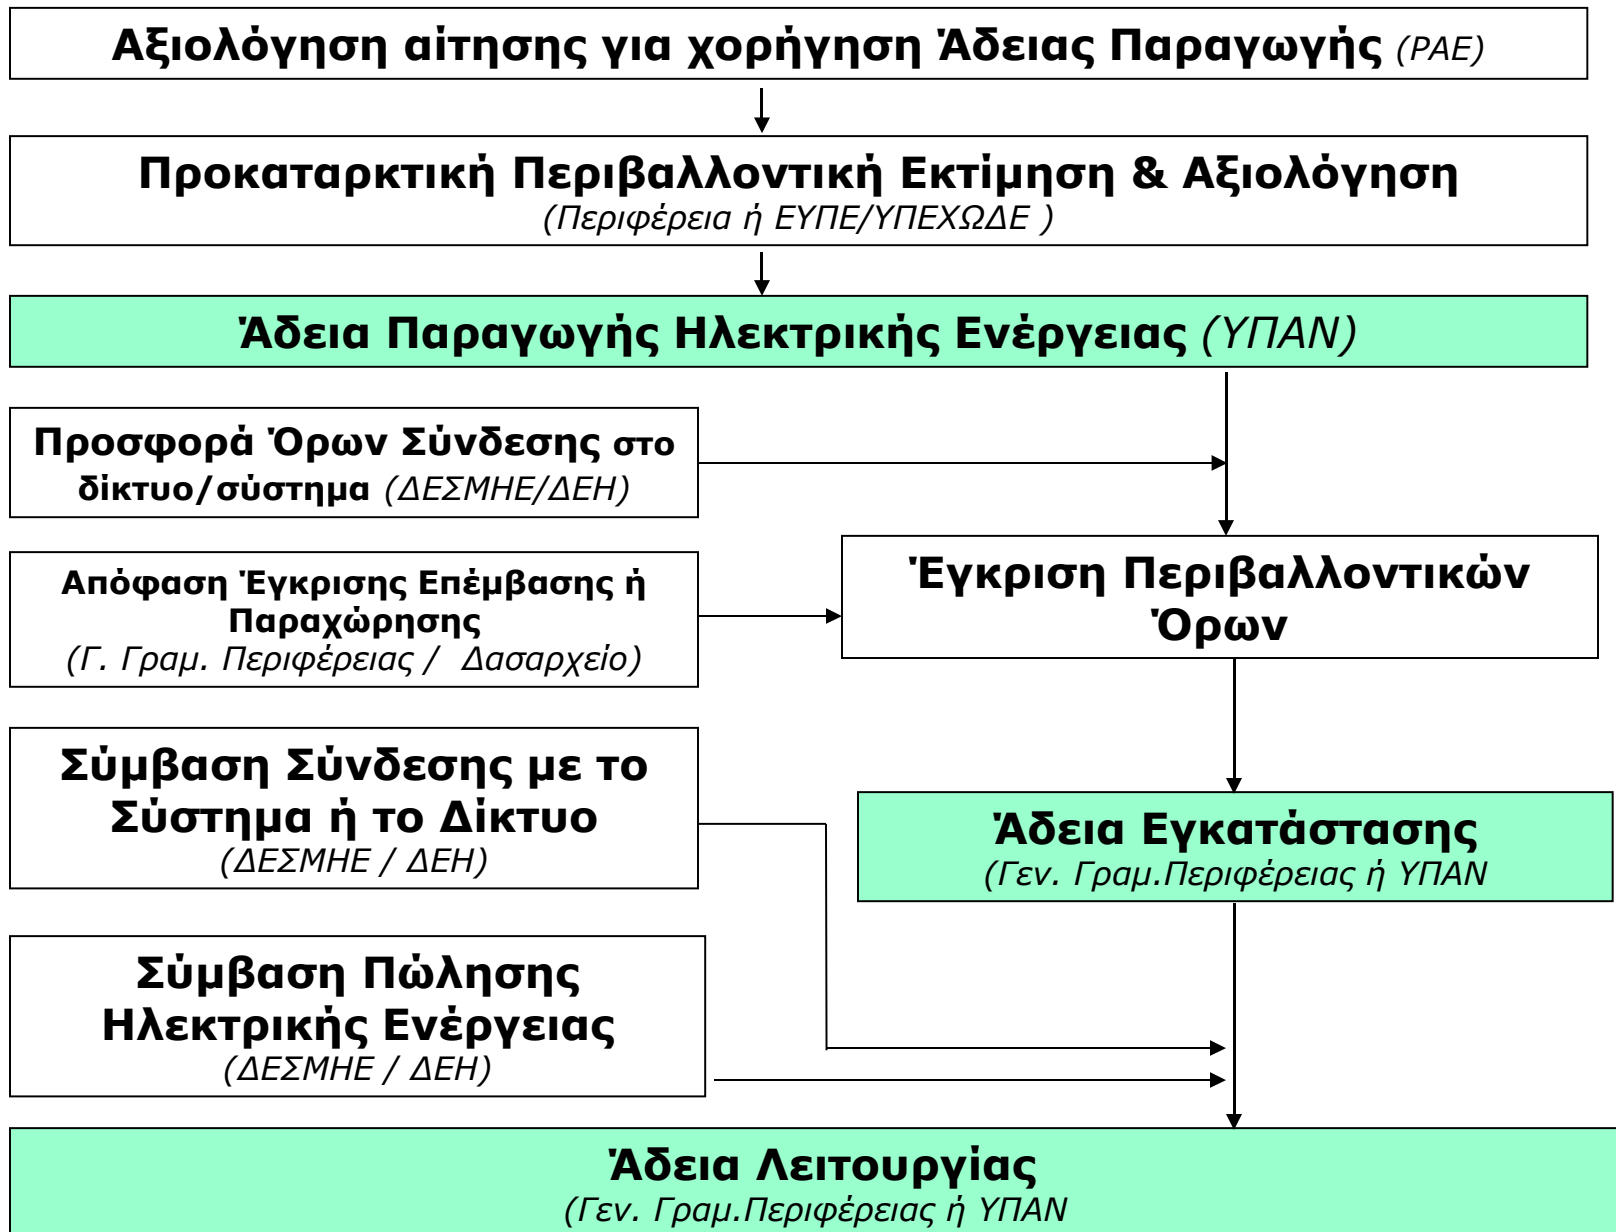 Αξιολόγηση αίτησης για χορήγηση Άδειας Παραγωγής (ΡΑΕ)
Προκαταρκτική Περιβαλλοντική Εκτίμηση & Αξιολόγηση
(Περιφέρεια ή ΕΥΠΕ/ΥΠΕΧΩΔΕ )
Άδεια Παραγωγής Ηλεκτρικής Ενέργειας (ΥΠΑΝ)
Προσφορά Όρων Σύνδεσης στο
δίκτυο/σύστημα (ΔΕΣΜΗΕ/ΔΕΗ)
Απόφαση Έγκρισης Επέμβασης ή
Παραχώρησης
(Γ. Γραμ. Περιφέρειας / Δασαρχείο)
Έγκριση Περιβαλλοντικών
Όρων
Σύμβαση Σύνδεσης με το
Σύστημα ή το Δίκτυο
(ΔΕΣΜΗΕ / ΔΕΗ)
Άδεια Εγκατάστασης
(Γεν. Γραμ.Περιφέρειας ή ΥΠΑΝ
Σύμβαση Πώλησης
Ηλεκτρικής Ενέργειας
(ΔΕΣΜΗΕ / ΔΕΗ)
Άδεια Λειτουργίας
(Γεν. Γραμ.Περιφέρειας ή ΥΠΑΝ